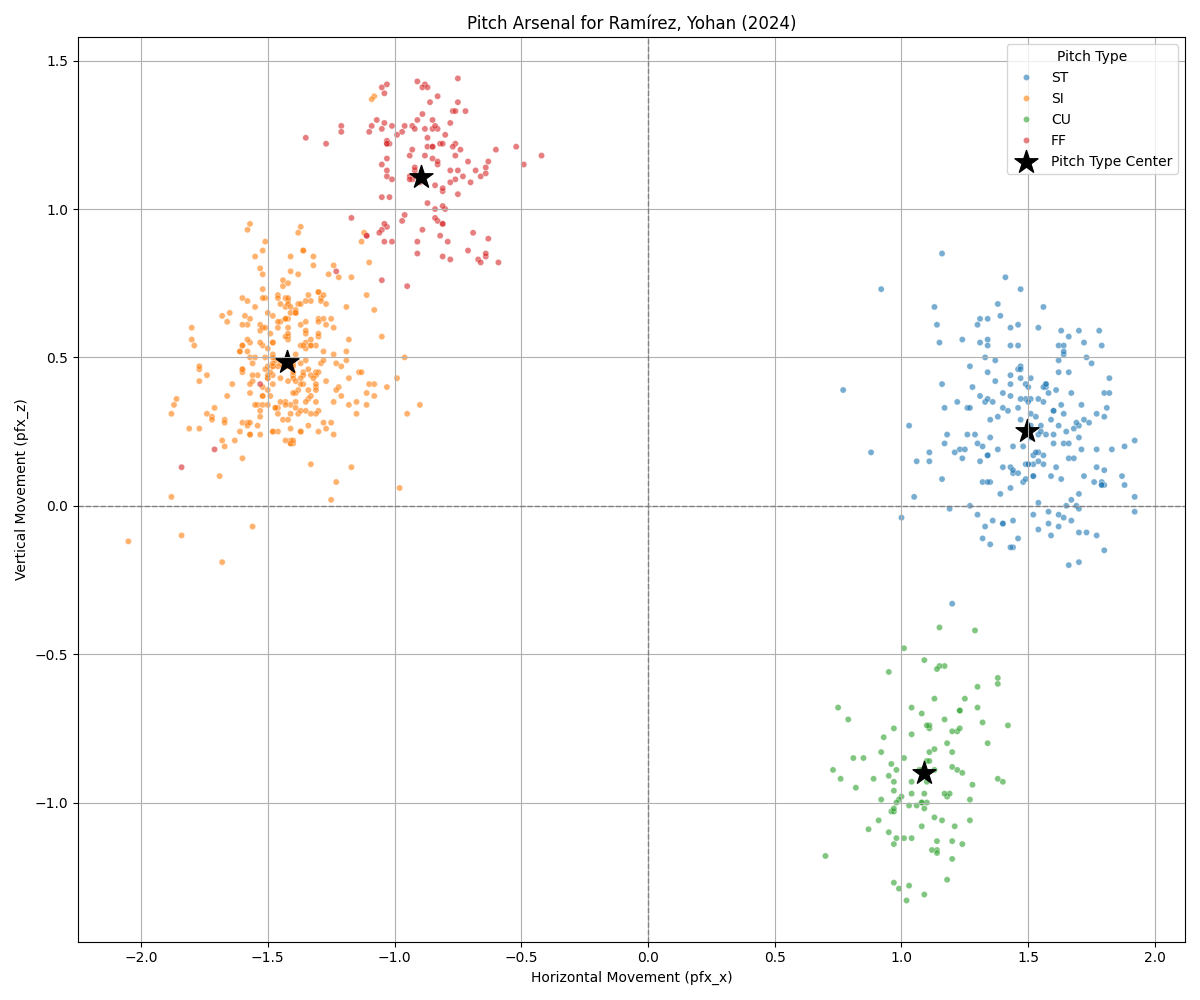 Pitch Arsenal for Ramírez, Yohan (2024)
Pitch Type
ST
SI
CU
FF
Pitch Type Center
1.5
1.0
0.5
0.0
−0.5
−1.0
Vertical Movement (pfx_z)
−2.0 −1.5 −1.0 −0.5 0.0 0.5 1.0 1.5 2.0
Horizontal Movement (pfx_x)